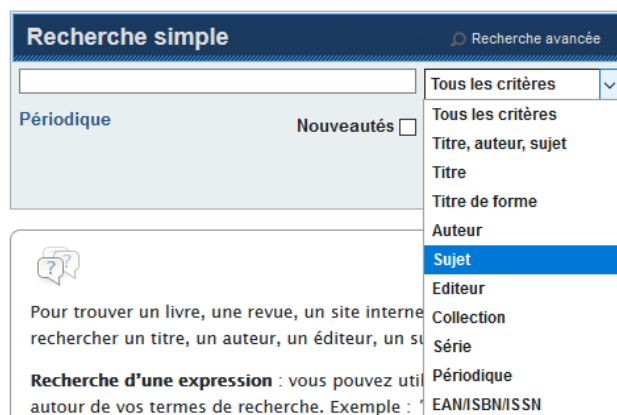 Recherche simple
Recherche avancée
Tous les critères
Périodique
Nouveautés
Tous les critères
Titre, auteur, sujet
Titre
Titre de forme
Auteur
Sujet
Editeur
Collection
Série
Périodique
EAN/ISBN/ISSN
? ?
Pour trouver un livre, une revue, un site interne
rechercher un titre, un auteur, un éditeur, un su
Recherche d'une expression : vous pouvez util
autour de vos termes de recherche. Exemple : "